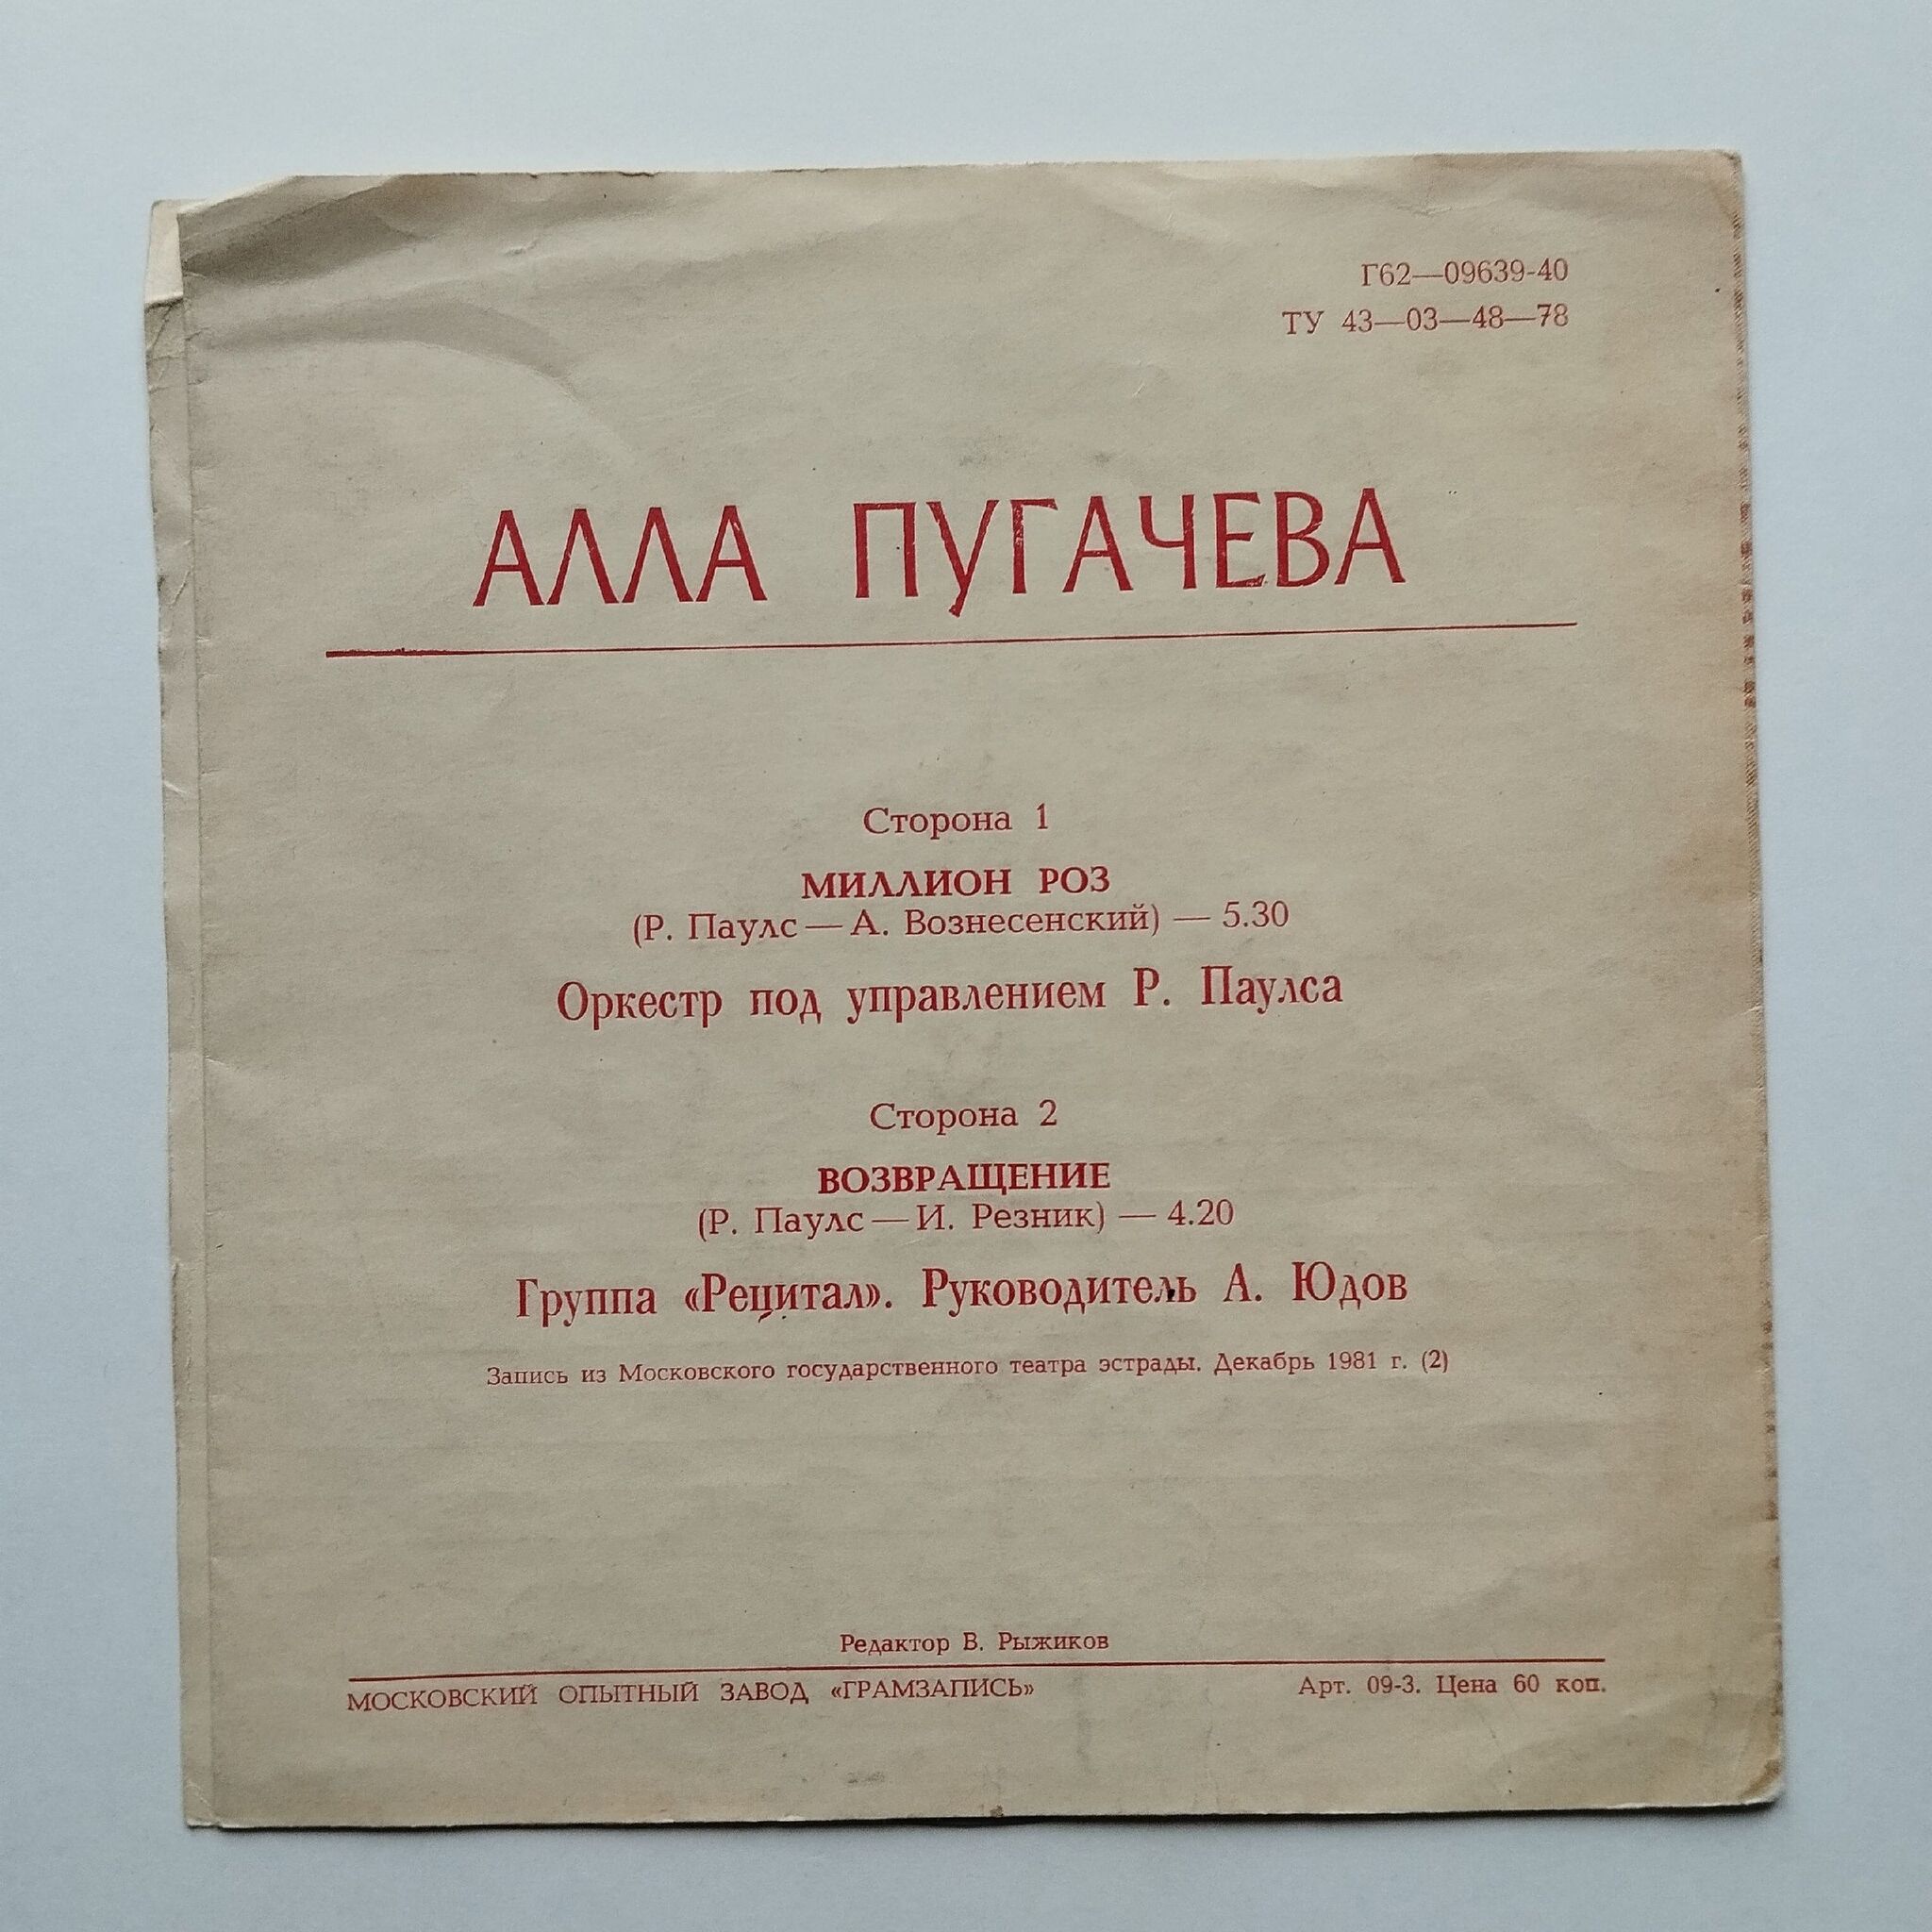 Г62—09639-40
ТУ 43—03—48—78
АЛЛА ПУГАЧЕВА
Сторона 1
МИЛЛИОН РОЗ
(Р. Паулс — А. Вознесенский) — 5.30
Оркестр под управлением Р. Паулса
Сторона 2
ВОЗВРАЩЕНИЕ
(Р. Паулс — И. Резник) — 4.20
Группа «Рецитал». Руководитель А. Юдов
Запись из Московского государственного театра эстрады. Декабрь 1981 г. (2)
Редактор В. Рыжиков
МОСКОВСКИЙ ОПЫТНЫЙ ЗАВОД «ГРАМЗАПИСЬ» Арт. 09-3. Цена 60 коп.